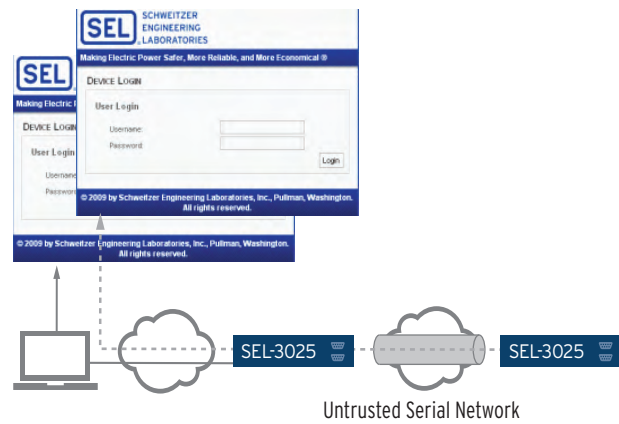 SEL SCHWEITZER
ENGINEERING
LABORATORIES
Making Electric Power Safer, More Reliable, and More Economical ®
DEVICE LOGIN
User Login
Username
Password
Login
© 2009 by Schweitzer Engineering Laboratories, Inc., Pullman, Washington.
All rights reserved.
SEL
Making Electric
DEVICE LOGIN
User Login
Username
Password
© 2009 by Schweitzer Engineering Laboratories, Inc., Pullman, Washington.
All rights reserved.
SEL-3025
SEL-3025
Untrusted Serial Network